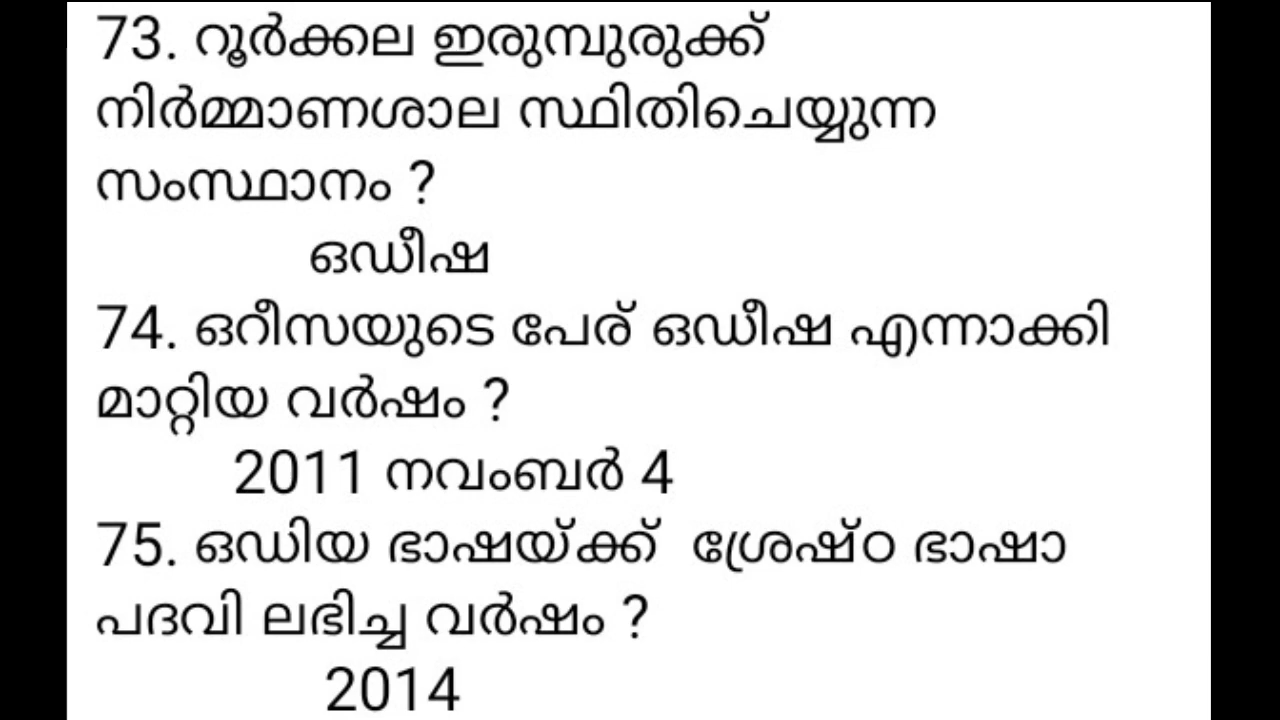 73. റൂർക്കല ഇരുമ്പുരുക്ക്
നിർമ്മാണശാല സ്ഥിതിചെയ്യുന്ന
സംസ്ഥാനം ?
ഒഡീഷ
74. ഒറീസയുടെ പേര് ഒഡീഷ എന്നാക്കി
മാറ്റിയ വർഷം ?
2011 നവംബർ 4
75. ഒഡിയ ഭാഷയ്ക്ക് ശ്രേഷ്ഠ ഭാഷാ
പദവി ലഭിച്ച വർഷം ?
2014